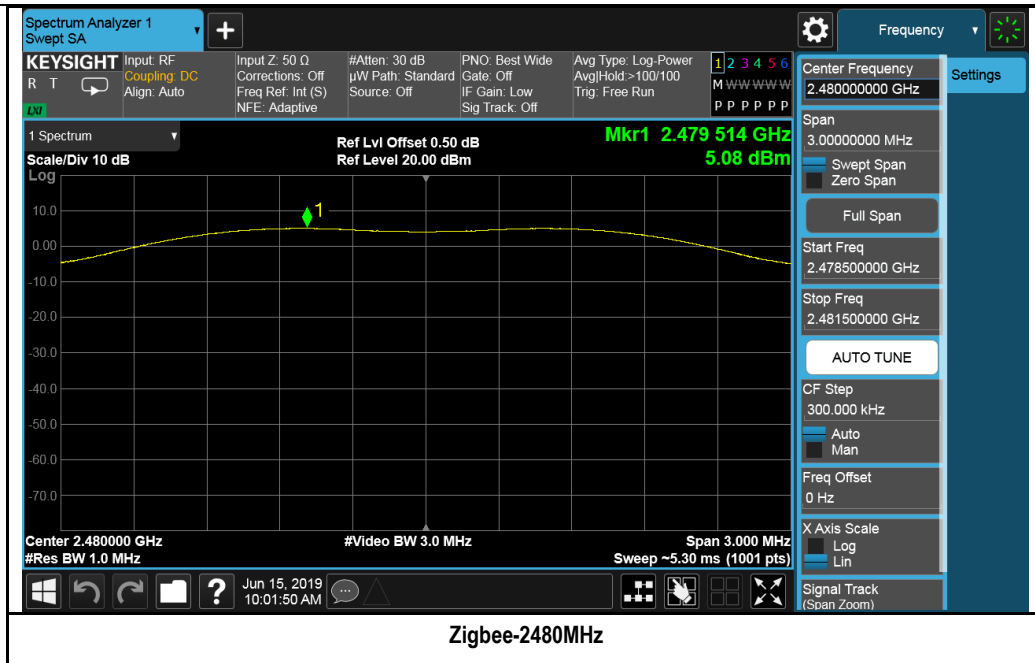 Spectrum Analyzer 1
Swept SA
+
Frequency
KEYSIGHT
R T
LXI
Input: RF
Coupling: DC
Align: Auto
Input Z: 50 Ω
Corrections: Off
Freq Ref: Int (S)
NFE: Adaptive
#Atten: 30 dB
µW Path: Standard
Source: Off
PNO: Best Wide
Gate: Off
IF Gain: Low
Sig Track: Off
Avg Type: Log-Power
Avg|Hold:>100/100
Trig: Free Run
1 2 3 4 5 6
M W W W W W
P P P P P P
1 Spectrum
Scale/Div 10 dB
Log
Ref Lvl Offset 0.50 dB
Ref Level 20.00 dBm
Mkr1 2.479 514 GHz
5.08 dBm
1
10.0
0.00
-10.0
-20.0
-30.0
-40.0
-50.0
-60.0
-70.0
Center 2.480000 GHz
#Res BW 1.0 MHz
#Video BW 3.0 MHz
Span 3.000 MHz
Sweep ~5.30 ms (1001 pts)
?
Jun 15, 2019
10:01:50 AM
Center Frequency
2.480000000 GHz
Span
3.00000000 MHz
Swept Span
Zero Span
Full Span
Start Freq
2.478500000 GHz
Stop Freq
2.481500000 GHz
AUTO TUNE
CF Step
300.000 kHz
Auto
Man
Freq Offset
0 Hz
X Axis Scale
Log
Lin
Signal Track
(Span Zoom)
Settings
Zigbee-2480MHz